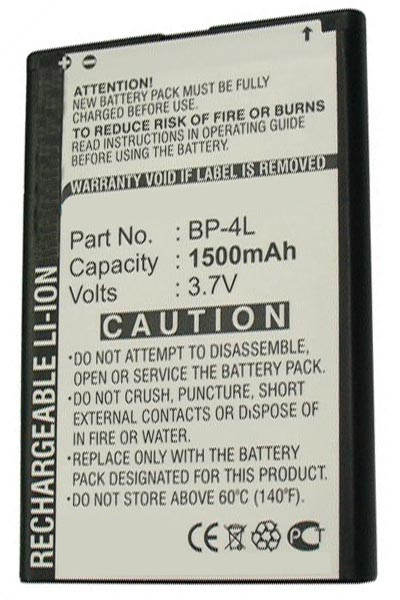 ATTENTION!
NEW BATTERY PACK MUST BE FULLY
CHARGED BEFORE USE.
TO REDUCE RISK OF FIRE OR BURNS
READ INSTRUCTIONS IN OPERATING GUIDE
BEFORE INSTALLATION.
WARRANTY VOID IF LABEL IS REMOVED
Part No. : BP-4L
Capacity : 1500mAh
Volts : 3.7V
CAUTION
•DO NOT ATTEMPT TO DISASSEMBLE,
OPEN OR SERVICE THE BATTERY PACK.
•DO NOT CRUSH, PUNCTURE, SHORT
EXTERNAL CONTACTS OR DISPOSE OF
IN FIRE OR WATER.
•REPLACE ONLY WITH THE BATTERY
PACK DESIGNATED FOR THIS PRODUCT.
•DO NOT STORE ABOVE 60°C (140°F).
CE
RECHARGEABLE LI-ION